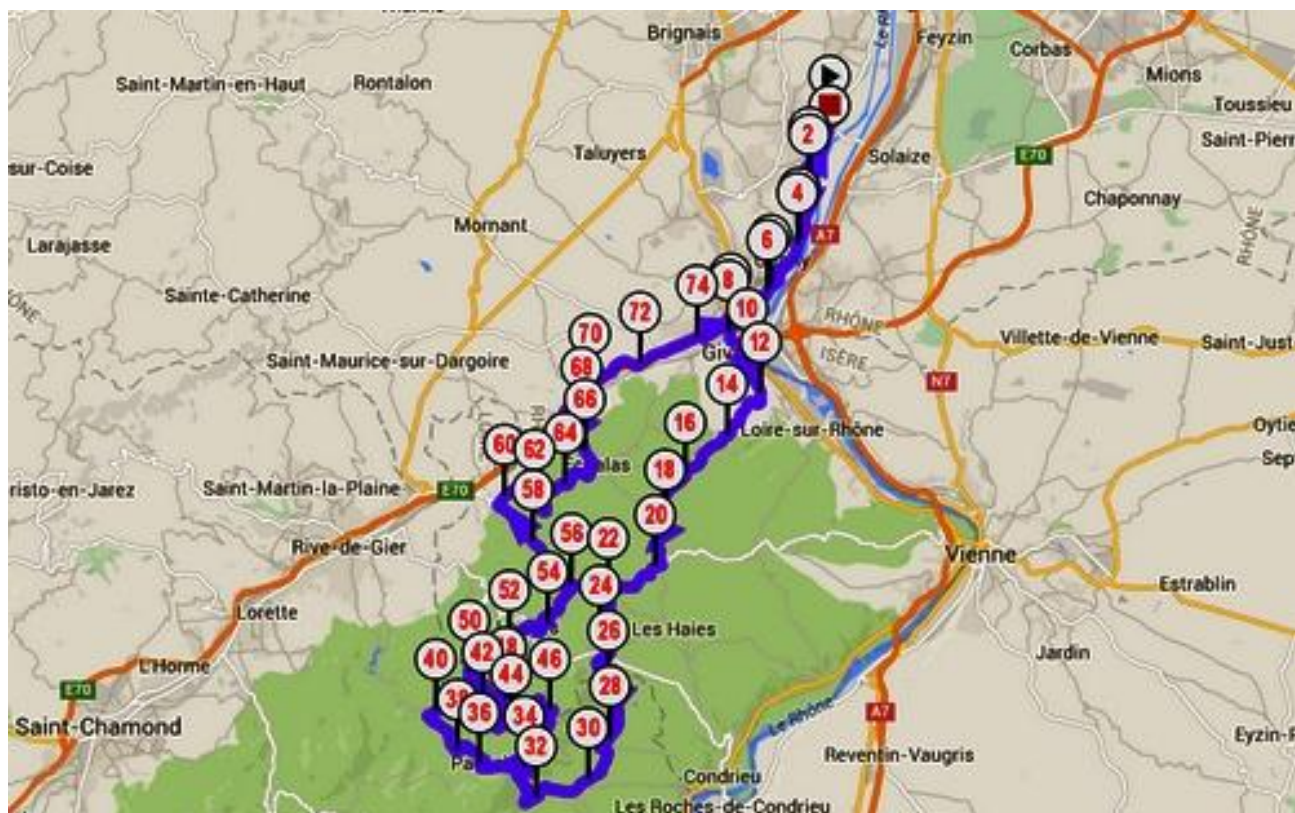 Brignais
Feyzin
Corbas
Saint-Martin-en-Haut
Rontalon
Mions
Toussieu
2
Solaize
Taluyers
E70
sur-Coise
4
Chaponnay
Mornant
A7
RHÔNE
Larajasse
6
Sainte-Catherine
74
8
72
10
RHÔNE
70
12
Villette-de-Vienne
Saint-Just
Saint-Maurice-sur-Dargoire
ISÈRE
68
14
N7
66
16
Loire-sur-Rhône
60
62
64
18
Saint-Martin-la-Plaine
E70
58
20
Rive-de-Gier
56
22
Vienne
54
24
Estrablin
52
Lorette
50
26
Les Haies
42
46
40
44
28
L'Horme
Jardin
E70
36
34
30
A7
Saint-Chamond
Le Rhône
32
Reventin-Vaugris
Condrieu
Les Roches-de-Condrieu